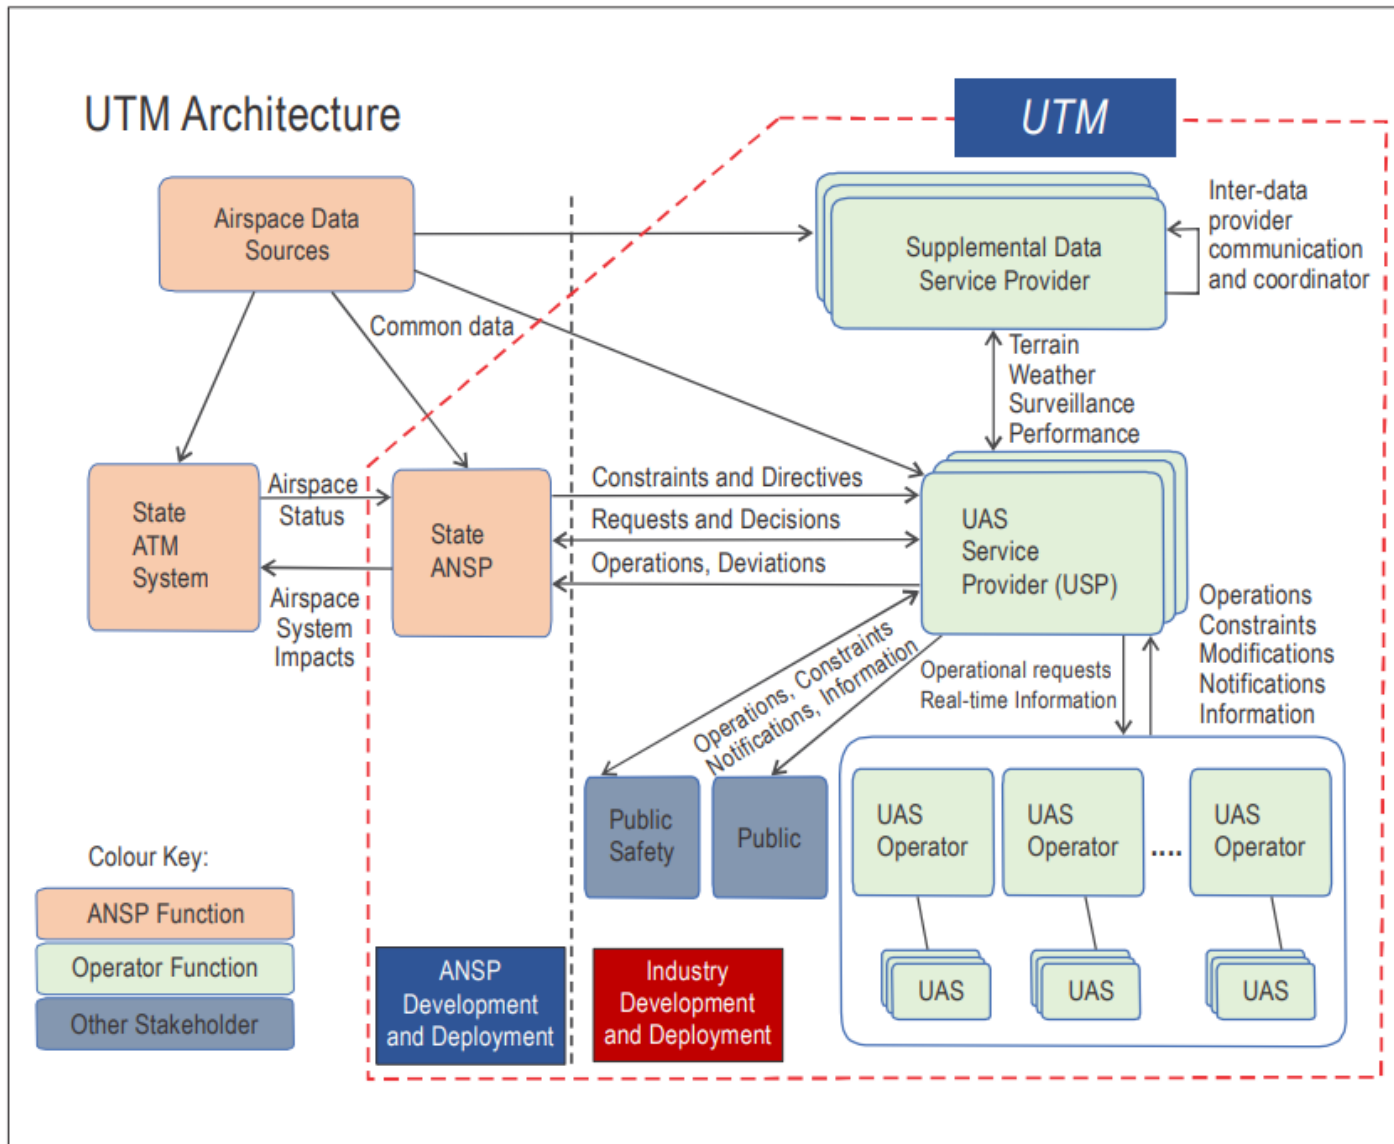 UTM Architecture
UTM
Airspace Data
Sources
Supplemental Data
Service Provider
Inter-data
provider
communication
and coordinator
Common data
Terrain
Weather
Surveillance
Performance
State
ATM
System
Airspace
Status
Airspace
System
Impacts
State
ANSP
Constraints and Directives
Requests and Decisions
Operations, Deviations
UAS
Service
Provider (USP)
Operations, Constraints
Notifications, Information
Operational requests
Real-time Information
Operations
Constraints
Modifications
Notifications
Information
Public
Safety
Public
UAS
Operator
UAS
Operator
....
UAS
Operator
UAS
UAS
UAS
Colour Key:
ANSP Function
Operator Function
Other Stakeholder
ANSP
Development
and Deployment
Industry
Development
and Deployment